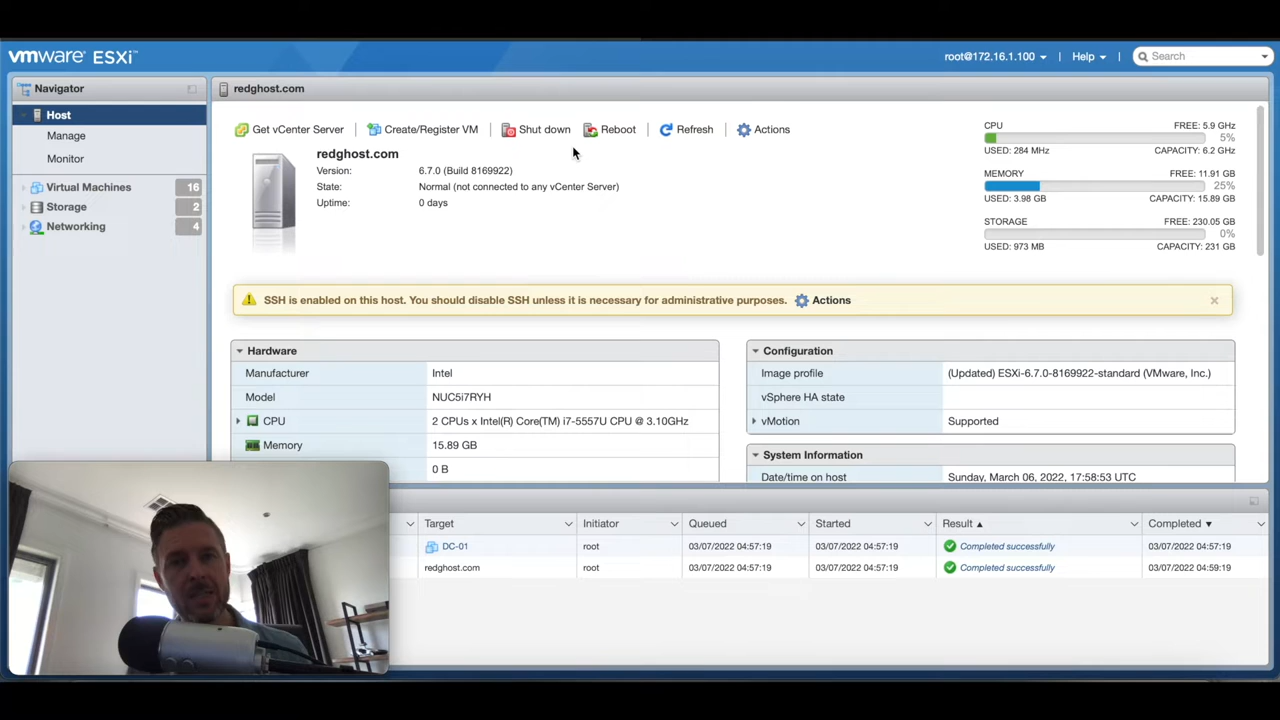 vmware ESXi™
root@172.16.1.100 | Help | Search
Navigator
redghost.com
Host
Manage
Monitor
Virtual Machines 16
Storage 2
Networking 4
Get vCenter Server | Create/Register VM | Shut down Reboot | Refresh | Actions
redghost.com
Version: 6.7.0 (Build 8169922)
State: Normal (not connected to any vCenter Server)
Uptime: 0 days
CPU FREE: 5.9 GHz
5%
USED: 284 MHz CAPACITY: 6.2 GHz
MEMORY FREE: 11.91 GB
25%
USED: 3.98 GB CAPACITY: 15.89 GB
STORAGE FREE: 230.05 GB
0%
USED: 973 MB CAPACITY: 231 GB
SSH is enabled on this host. You should disable SSH unless it is necessary for administrative purposes. Actions
Hardware
Manufacturer Intel
Model NUC5i7RYH
CPU 2 CPUs x Intel(R) Core(TM) i7-5557U CPU @ 3.10GHz
Memory 15.89 GB
0 B
Configuration
Image profile (Updated) ESXi-6.7.0-8169922-standard (VMware, Inc.)
vSphere HA state
vMotion Supported
System Information
Date/time on host Sunday, March 06, 2022, 17:58:53 UTC
Target Initiator Queued Started Result Completed
DC-01 root 03/07/2022 04:57:19 03/07/2022 04:57:19 Completed successfully 03/07/2022 04:57:19
redghost.com root 03/07/2022 04:57:19 03/07/2022 04:57:19 Completed successfully 03/07/2022 04:59:19